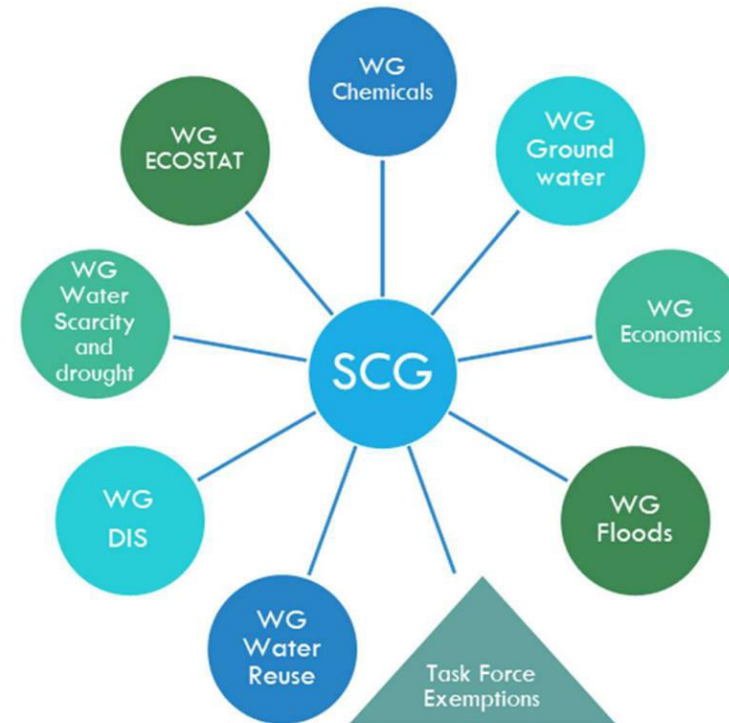 WG
Chemicals
WG
Ground
water
WG
ECOSTAT
WG
Water
Scarcity
and
drought
WG
Economics
SCG
WG
DIS
WG
Floods
WG
Water
Reuse
Task Force
Exemptions